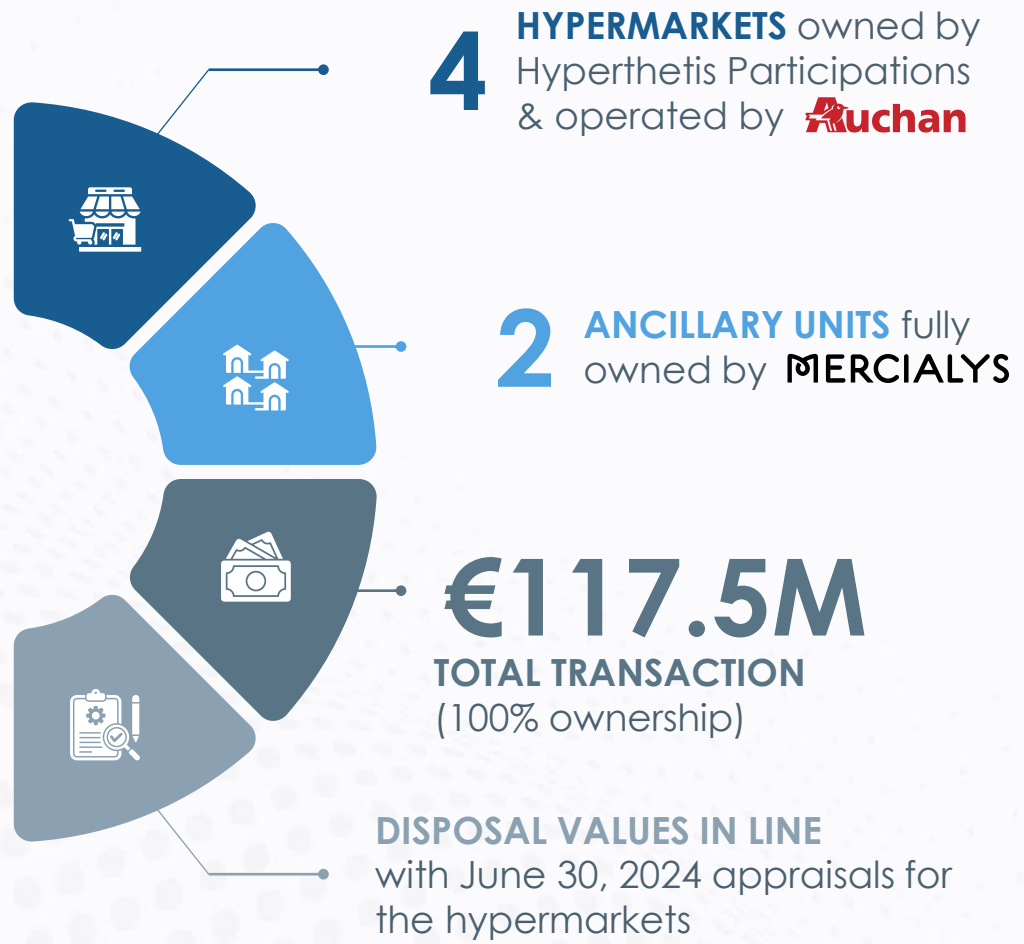 4
HYPERMARKETS owned by
Hyperthetis Participations
& operated by Auchan
2
ANCILLARY UNITS fully
owned by MERCIALYS
€117.5M
TOTAL TRANSACTION
(100% ownership)
DISPOSAL VALUES IN LINE
with June 30, 2024 appraisals for
the hypermarkets